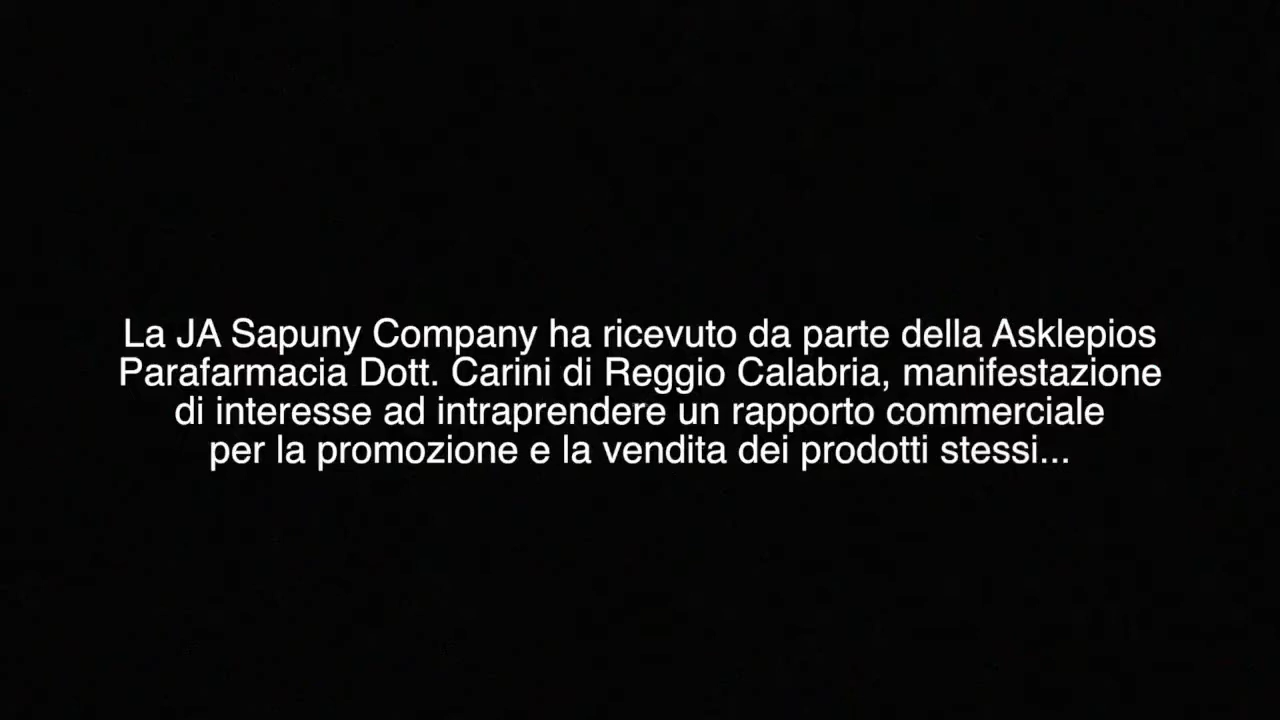 La JA Sapuny Company ha ricevuto da parte della Asklepios
Parafarmacia Dott. Carini di Reggio Calabria, manifestazione
di interesse ad intraprendere un rapporto commerciale
per la promozione e la vendita dei prodotti stessi...